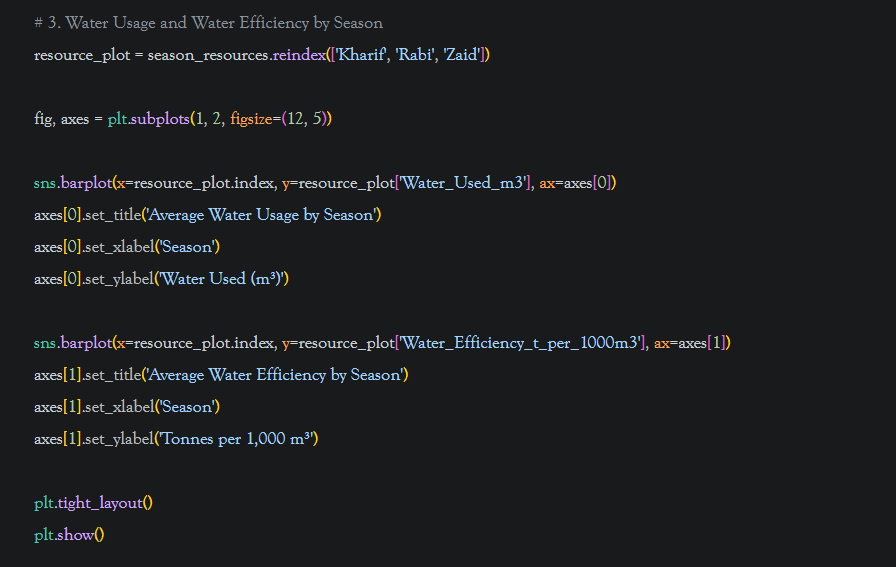 # 3. Water Usage and Water Efficiency by Season
resource_plot = season_resources.reindex(['Kharif', 'Rabi', 'Zaid'])
fig, axes = plt.subplots(1, 2, figsize=(12, 5))
sns.barplot(x=resource_plot.index, y=resource_plot['Water_Used_m3'], ax=axes[0])
axes[0].set_title('Average Water Usage by Season')
axes[0].set_xlabel('Season')
axes[0].set_ylabel('Water Used (m³)')
sns.barplot(x=resource_plot.index, y=resource_plot['Water_Efficiency_t_per_1000m3'], ax=axes[1])
axes[1].set_title('Average Water Efficiency by Season')
axes[1].set_xlabel('Season')
axes[1].set_ylabel('Tonnes per 1,000 m³')
plt.tight_layout()
plt.show()